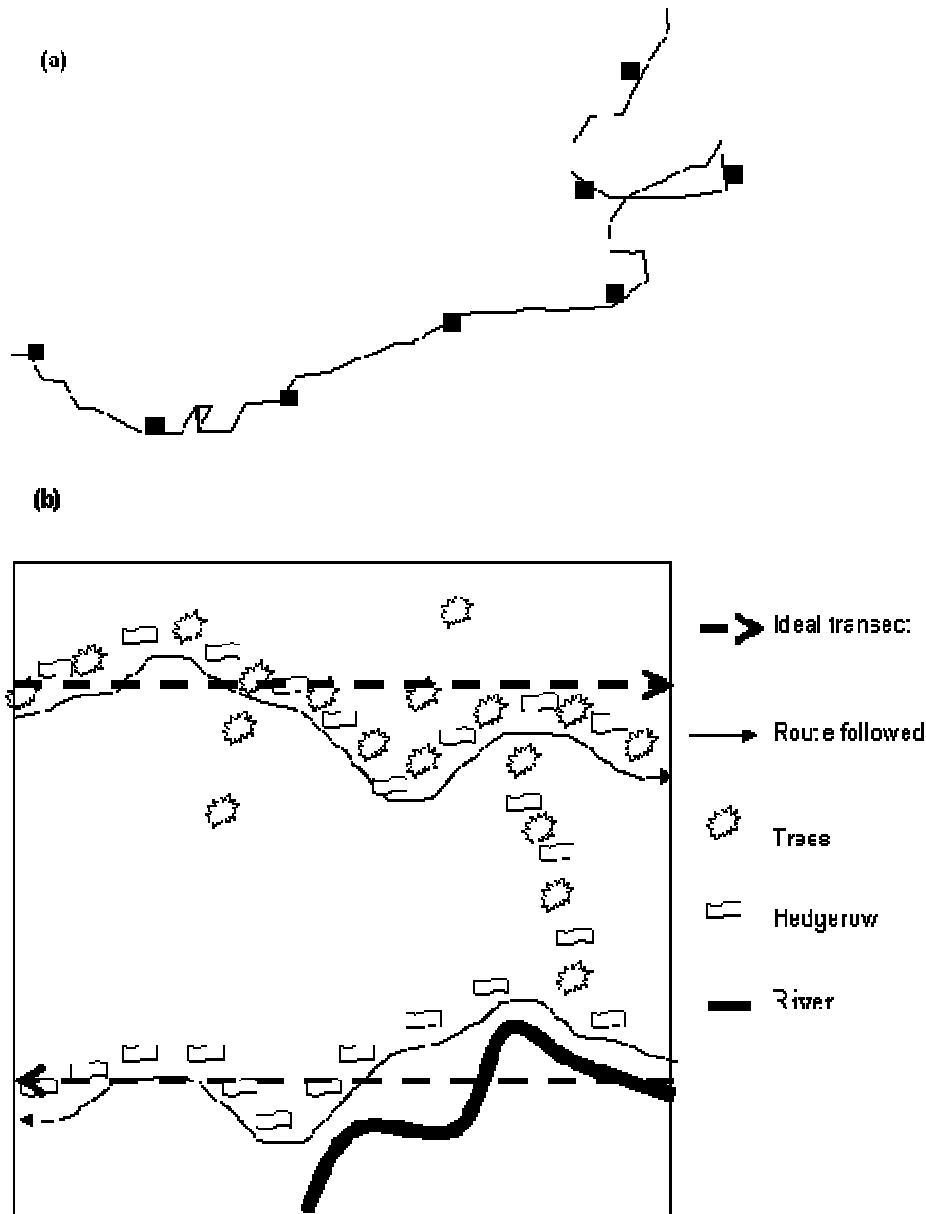 (a)
(b)
Ideal transect
Route followed
Trees
Hedgerow
River